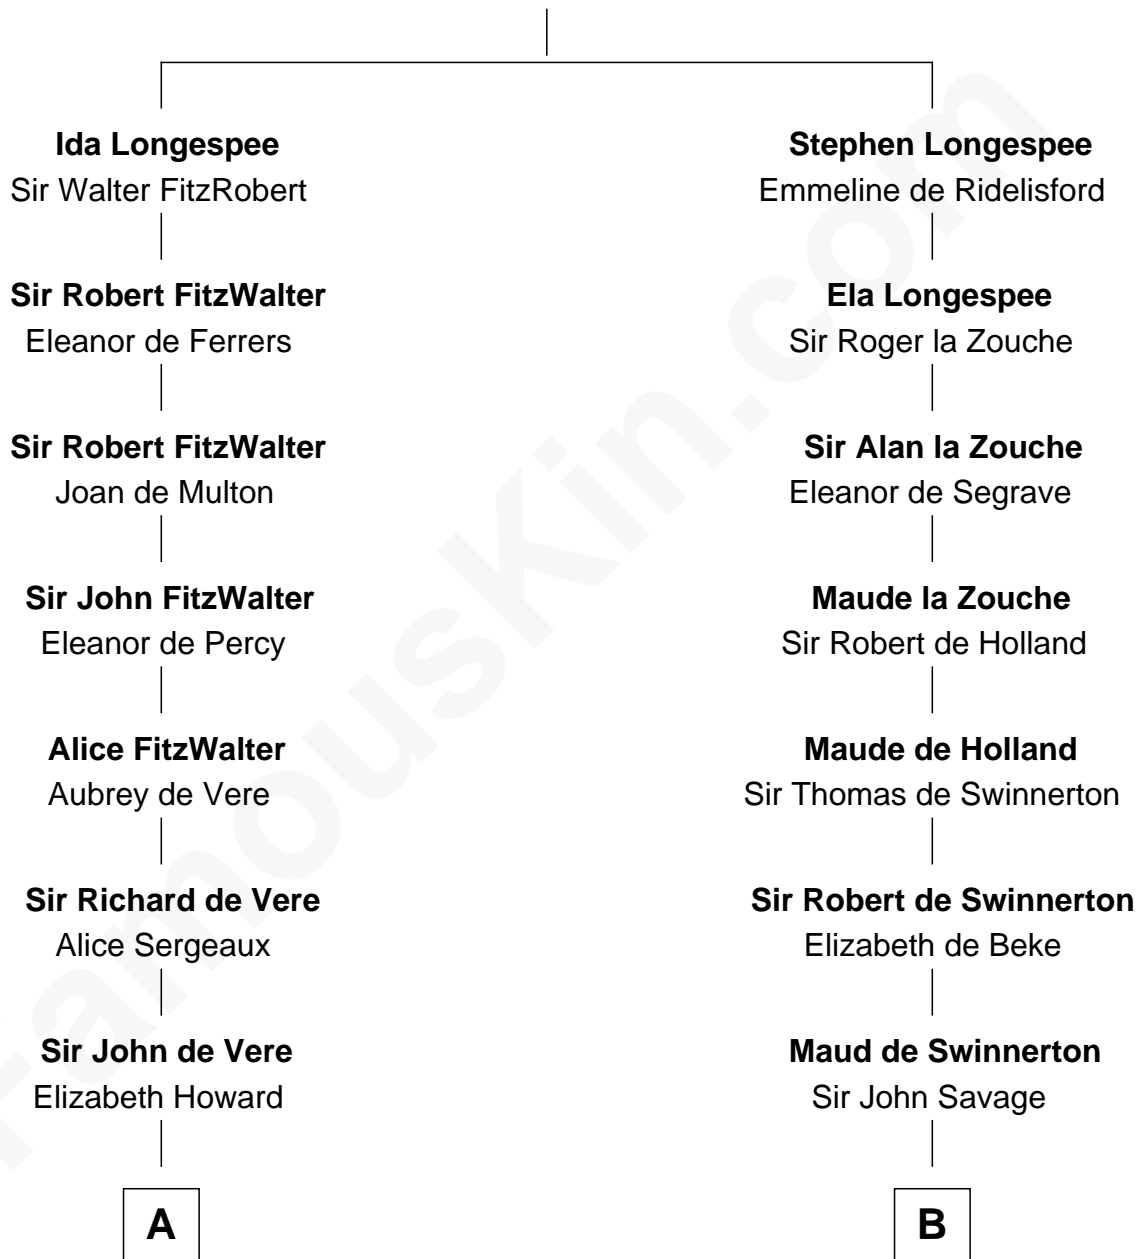 Ida Longespee
Sir Walter FitzRobert
Sir Robert FitzWalter
Eleanor de Ferrers
Sir Robert FitzWalter
Joan de Multon
Sir John FitzWalter
Eleanor de Percy
Alice FitzWalter
Aubrey de Vere
Sir Richard de Vere
Alice Sergeaux
Sir John de Vere
Elizabeth Howard
A
Stephen Longespee
Emmeline de Ridelisford
Ela Longespee
Sir Roger la Zouche
Sir Alan la Zouche
Eleanor de Segrave
Maude la Zouche
Sir Robert de Holland
Maude de Holland
Sir Thomas de Swinnerton
Sir Robert de Swinnerton
Elizabeth de Beke
Maud de Swinnerton
Sir John Savage
B
FamousKin.com